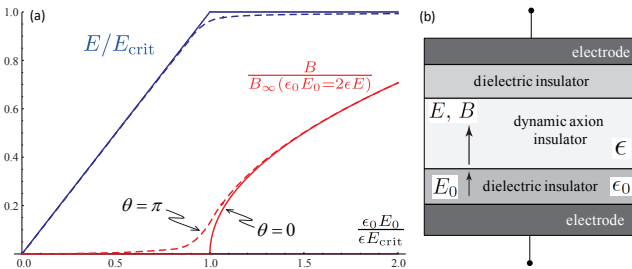 (a)
1.0
0.8
0.6
0.4
0.2
0.0
0.5
1.0
1.5
2.0
E/E_crit
B
B_∞(ϵ_0E_0=2ϵE)
θ = π
θ=0
ϵ_0E_0
ϵE_crit
(b)
electrode
dielectric insulator
E, B
dynamic axion
insulator
ϵ
E_0
dielectric insulator
ϵ_0
electrode